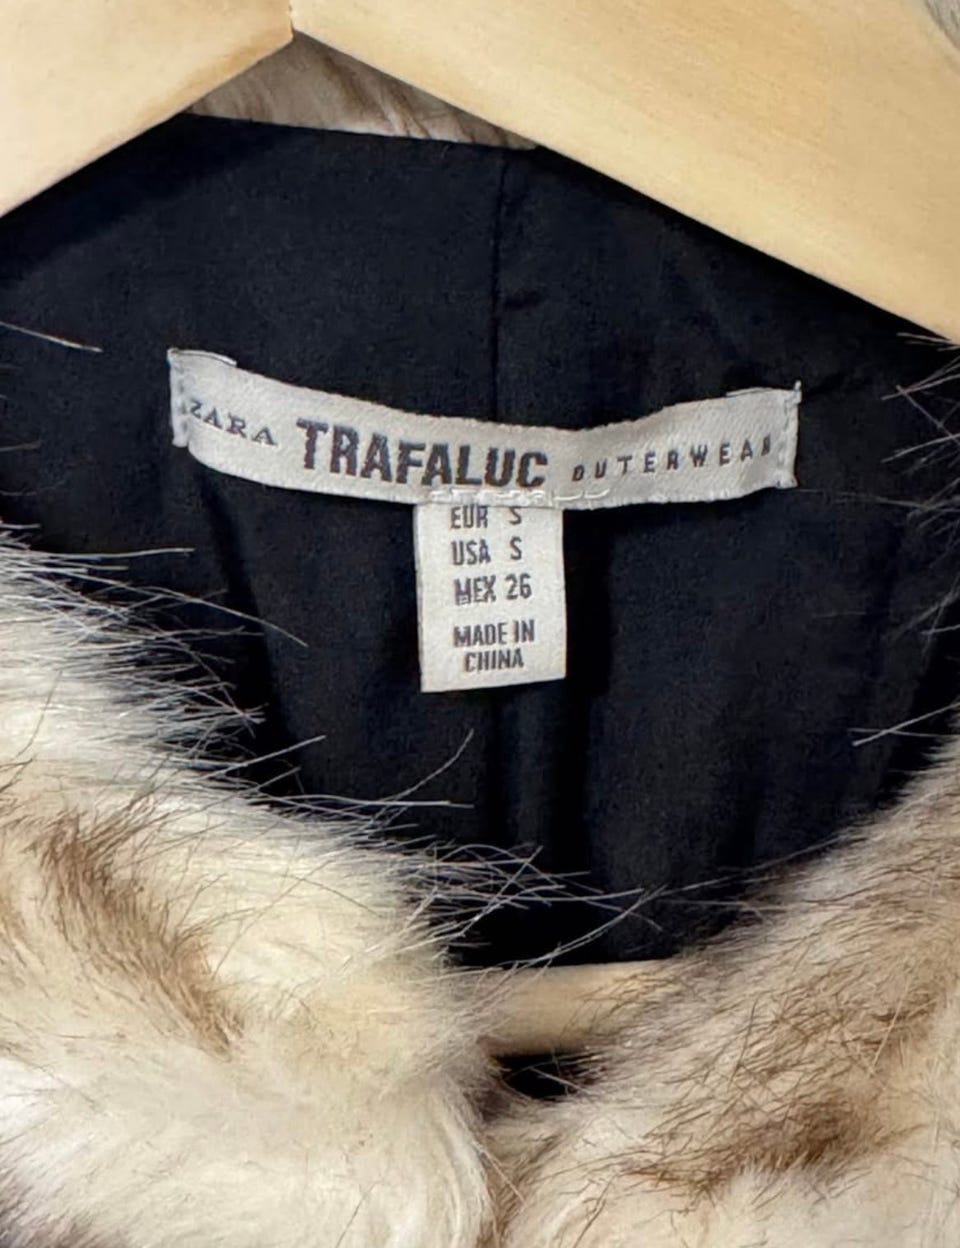 ZARA TRAFALUC OUTERWEAR
EUR S
USA S
MEX 26
MADE IN
CHINA